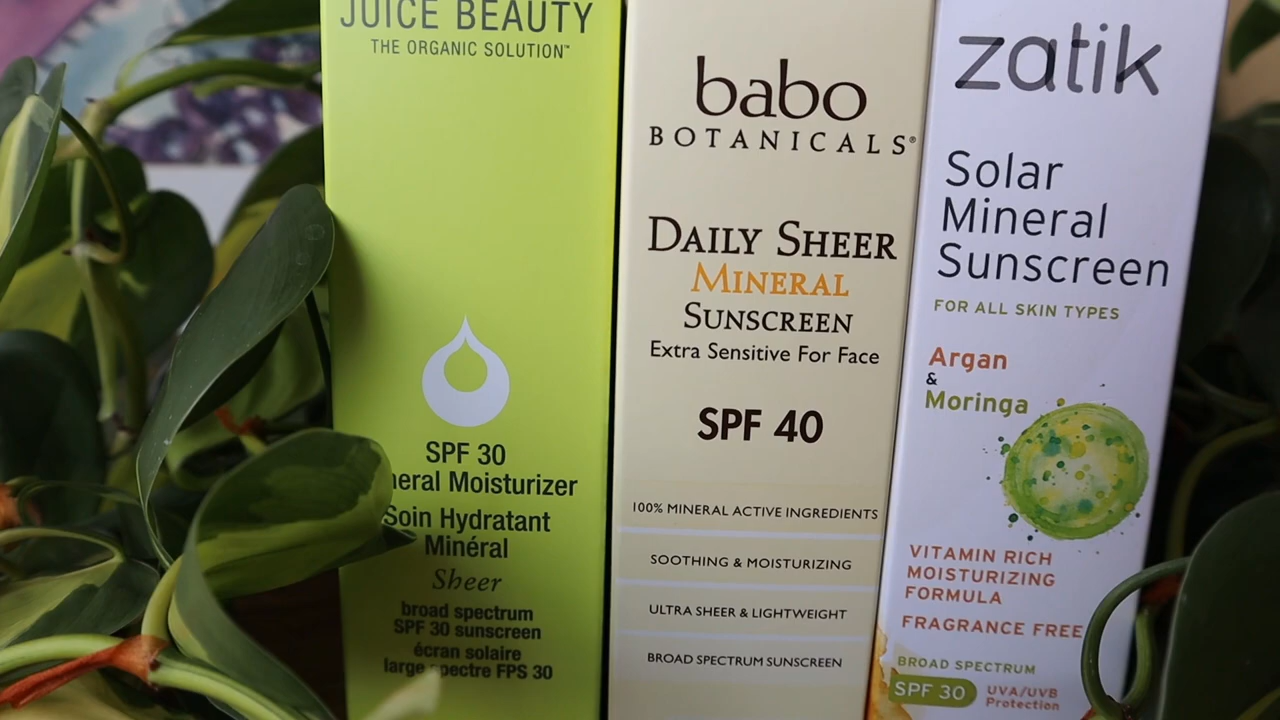 JUICE BEAUTY
THE ORGANIC SOLUTION™
SPF 30
neral Moisturizer
Soin Hydratant
Minéral
Sheer
broad spectrum
SPF 30 sunscreen
écran solaire
large spectre FPS 30
babo
BOTANICALS®
DAILY SHEER
MINERAL
SUNSCREEN
Extra Sensitive For Face
SPF 40
100% MINERAL ACTIVE INGREDIENTS
SOOTHING & MOISTURIZING
ULTRA SHEER & LIGHTWEIGHT
BROAD SPECTRUM SUNSCREEN
zatik
Solar
Mineral
Sunscreen
FOR ALL SKIN TYPES
Argan
&
Moringa
VITAMIN RICH
MOISTURIZING
FORMULA
FRAGRANCE FREE
BROAD SPECTRUM
SPF 30
UVA/UVB
Protection